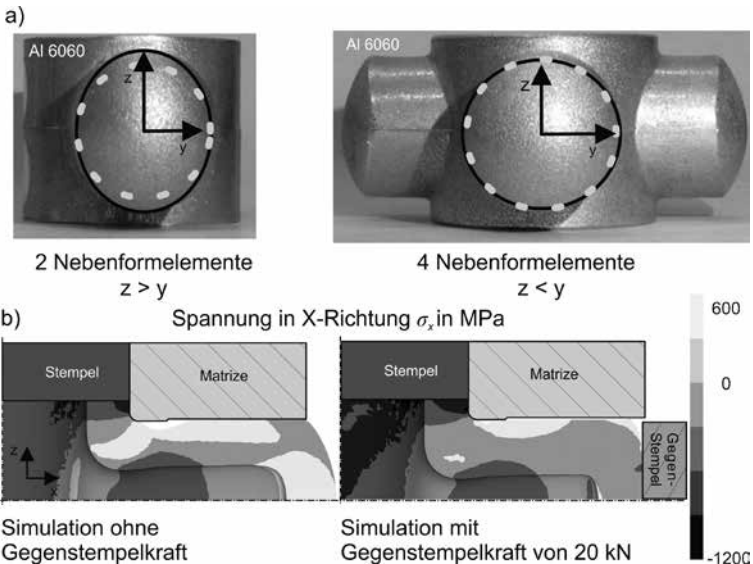 a)
Al 6060
z
y
Al 6060
z
y
2 Nebenformelemente
z > y
4 Nebenformelemente
z < y
b)
Spannung in X-Richtung σx in MPa
600
0
-1200
Stempel
Matrize
z
x
Stempel
Matrize
Gegen-
Stempel
Simulation ohne
Gegenstempelkraft
Simulation mit
Gegenstempelkraft von 20 kN